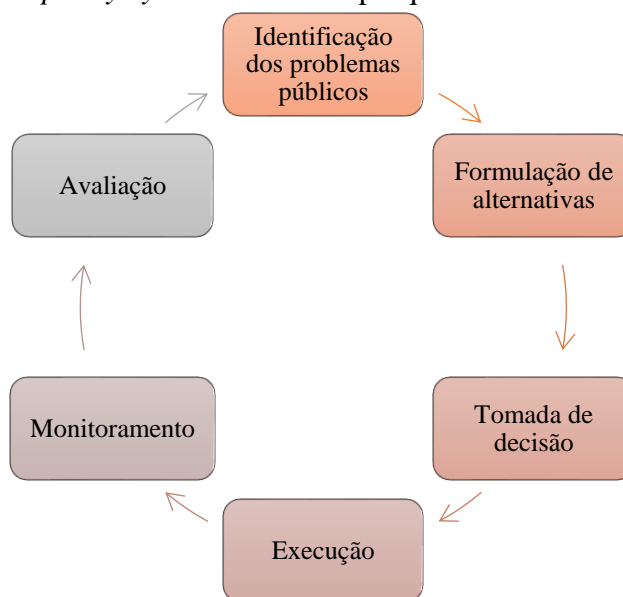 Identificação
dos problemas
públicos
Formulação de
alternativas
Tomada de
decisão
Execução
Monitoramento
Avaliação